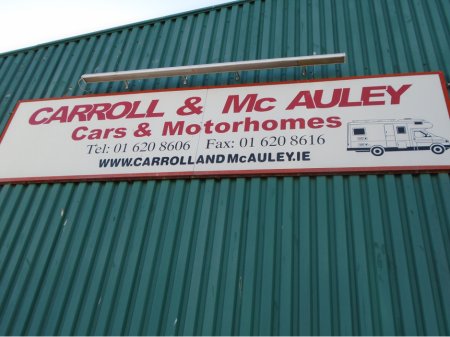 CARROLL & Mc AULEY
Cars & Motorhomes
Tel: 01 620 8606 Fax: 01 620 8616
WWW.CARROLLANDMCAULEY.IE